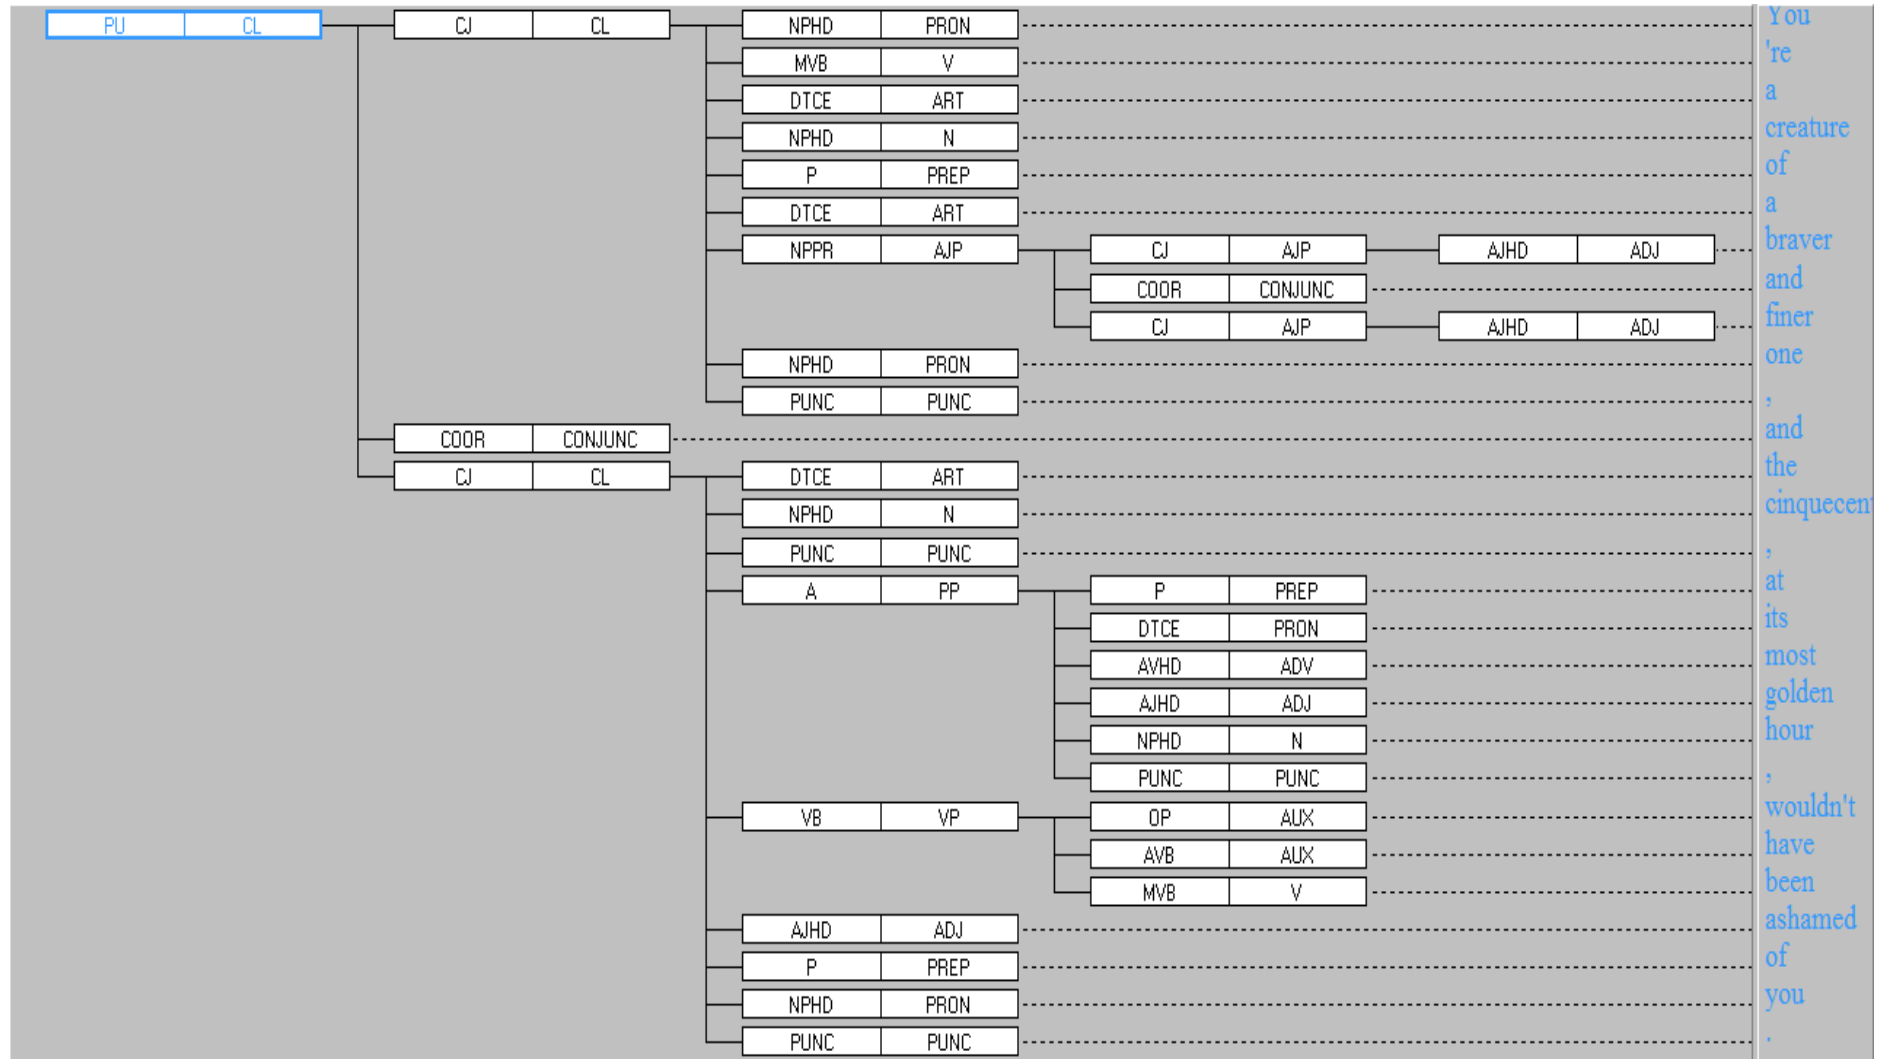 PU CL CJ CL NPHD PRON You
MVB V 're
DTCE ART a
NPHD N creature
P PREP of
DTCE ART a
NPPR AJP CJ AJP AJHD ADJ braver
COOR CONJUNC and
CJ AJP AJHD ADJ finer
NPHD PRON one
PUNC PUNC ,
COOR CONJUNC and
CJ CL DTCE ART the
NPHD N cinquecent
PUNC PUNC ,
A PP P PREP at
DTCE PRON its
AVHD ADV most
AJHD ADJ golden
NPHD N hour
PUNC PUNC ,
VB VP OP AUX wouldn't
AVB AUX have
MVB V been
AJHD ADJ ashamed
P PREP of
NPHD PRON you
PUNC PUNC .